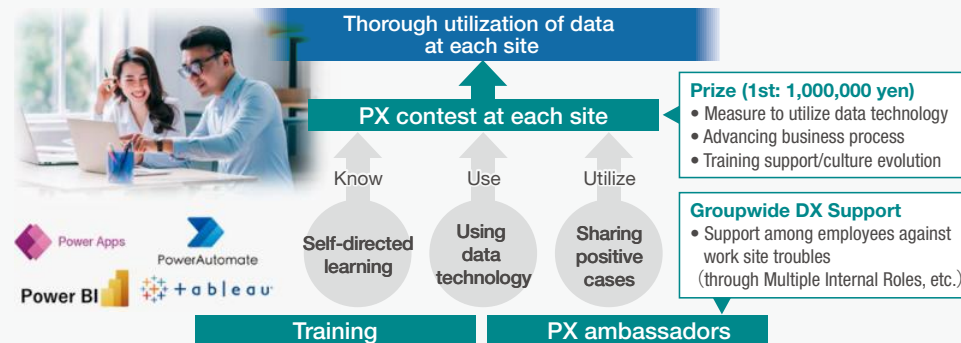 Thorough utilization of data
at each site
PX contest at each site
Prize (1st: 1,000,000 yen)
• Measure to utilize data technology
• Advancing business process
• Training support/culture evolution
Know
Use
Utilize
Self-directed
learning
Using
data
technology
Sharing
positive
cases
Groupwide DX Support
• Support among employees against
work site troubles
(through Multiple Internal Roles, etc.)
Power Apps
PowerAutomate
Power BI
+ableau
Training
PX ambassadors